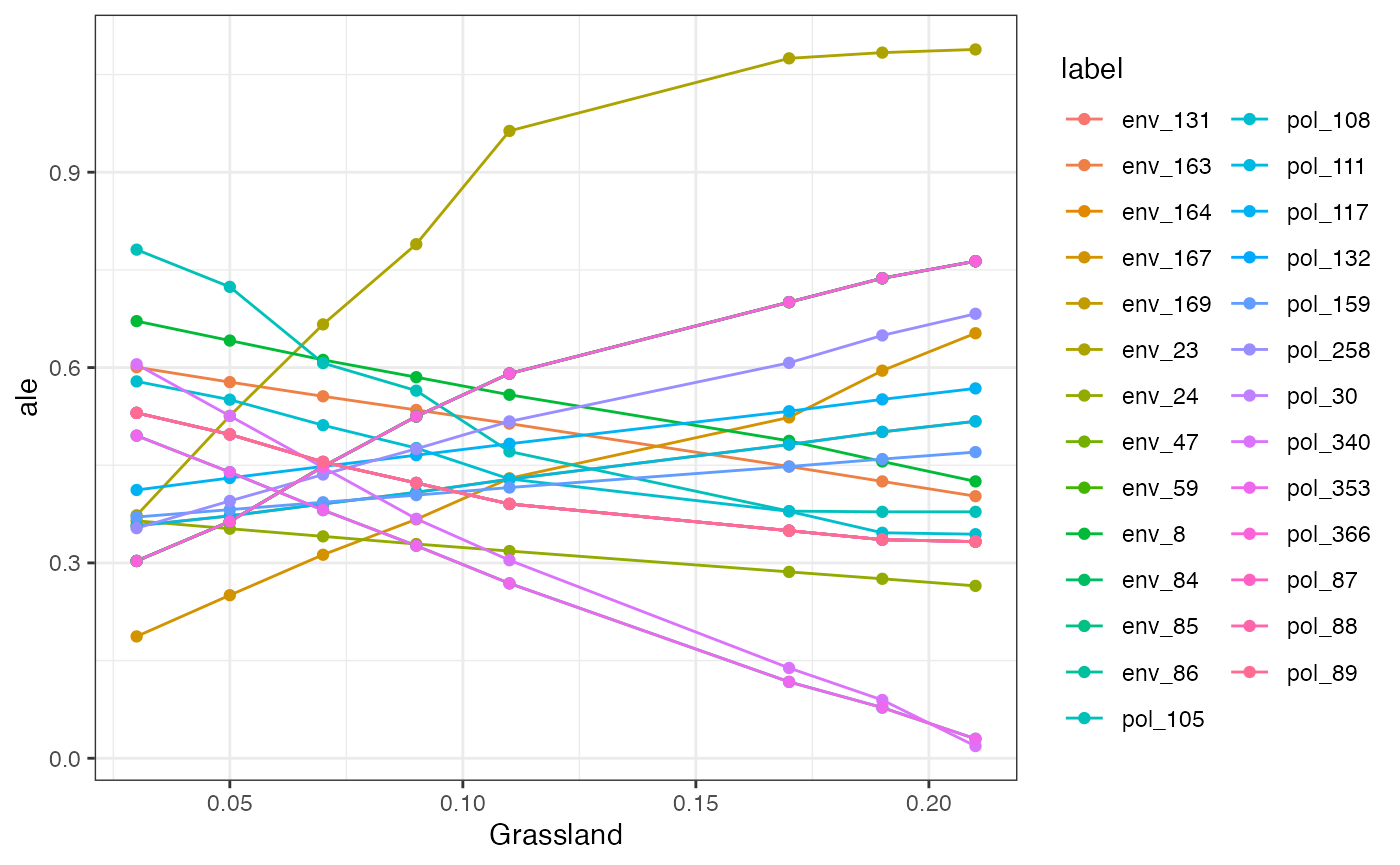 0.9
0.6
0.3
0.0
ale
0.05 0.10 0.15 0.20
Grassland
label
env_131 pol_108
env_163 pol_111
env_164 pol_117
env_167 pol_132
env_169 pol_159
env_23 pol_258
env_24 pol_30
env_47 pol_340
env_59 pol_353
env_8 pol_366
env_84 pol_87
env_85 pol_88
env_86 pol_89
pol_105